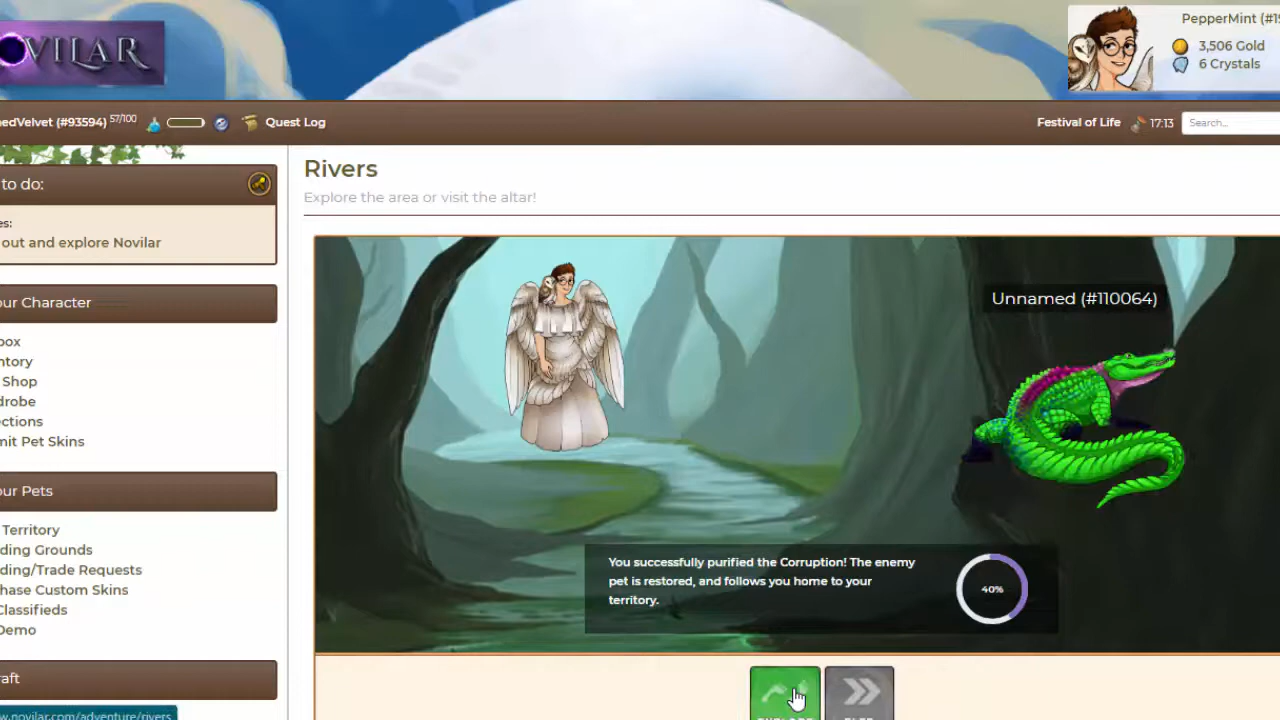 OVILAR
PepperMint (#1
3,506 Gold
6 Crystals
edVelvet (#93594) 57/100
Quest Log
Festival of Life
17:13
Search...
to do:
es:
out and explore Novilar
our Character
box
ntory
Shop
drobe
ections
mit Pet Skins
our Pets
Territory
ding Grounds
ding/Trade Requests
hase Custom Skins
Classifieds
Demo
raft
w.novilar.com/adventure/rivers
Rivers
Explore the area or visit the altar!
Unnamed (#110064)
You successfully purified the Corruption! The enemy
pet is restored, and follows you home to your
territory.
40%